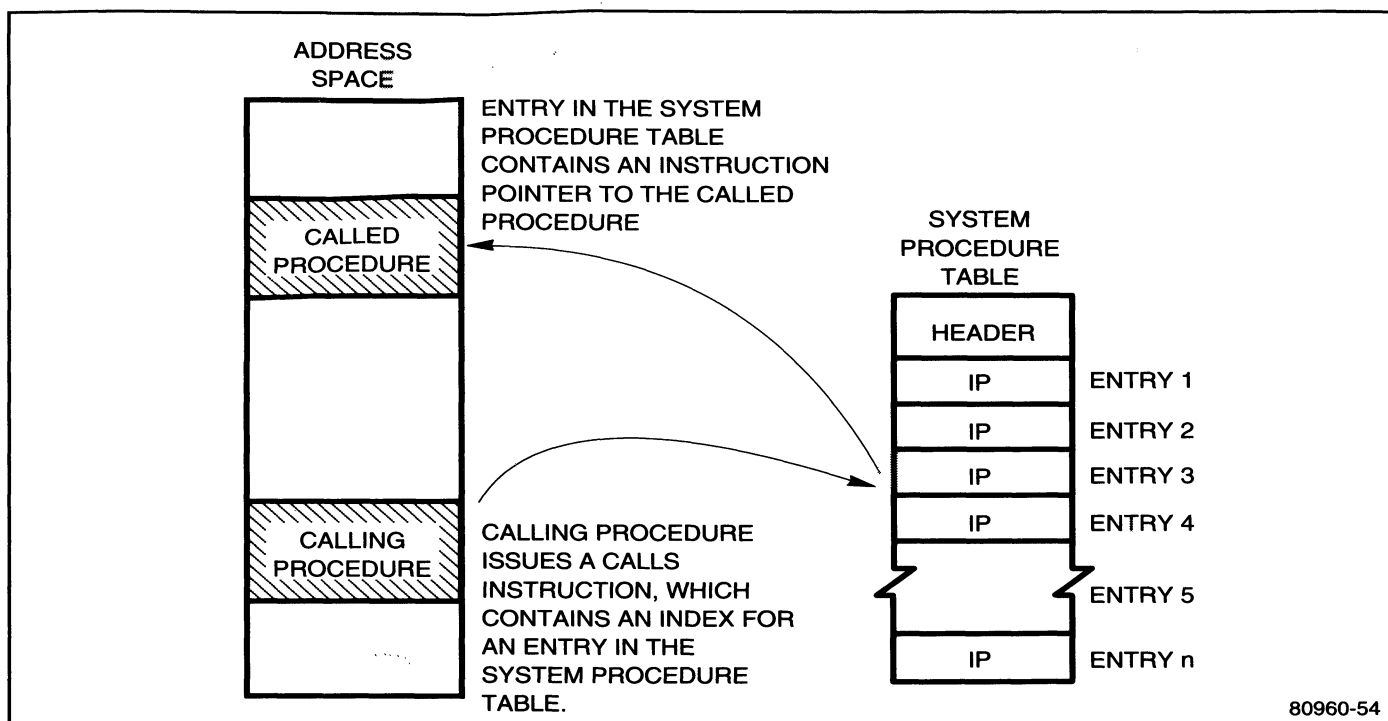 ADDRESS
SPACE
ENTRY IN THE SYSTEM
PROCEDURE TABLE
CONTAINS AN INSTRUCTION
POINTER TO THE CALLED
PROCEDURE
CALLED
PROCEDURE
SYSTEM
PROCEDURE
TABLE
HEADER
IP ENTRY 1
IP ENTRY 2
IP ENTRY 3
IP ENTRY 4
ENTRY 5
IP ENTRY n
CALLING
PROCEDURE
CALLING PROCEDURE
ISSUES A CALLS
INSTRUCTION, WHICH
CONTAINS AN INDEX FOR
AN ENTRY IN THE
SYSTEM PROCEDURE
TABLE.
80960-54